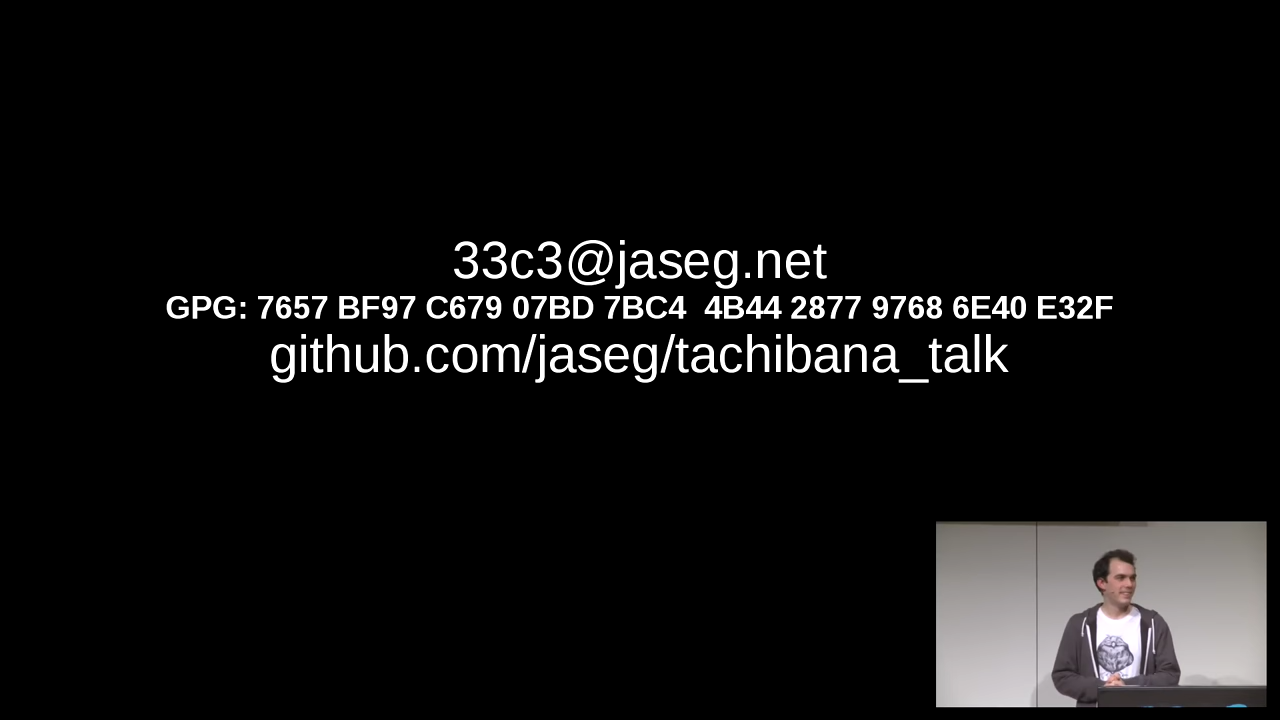 33c3@jaseg.net
GPG: 7657 BF97 C679 07BD 7BC4  4B44 2877 9768 6E40 E32F
github.com/jaseg/tachibana_talk